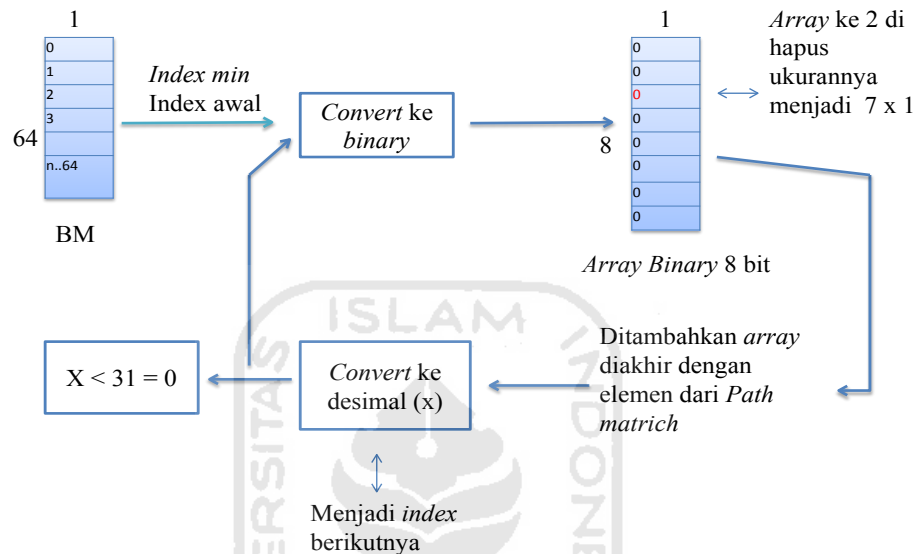 1
0
1
2
3
n..64
64
BM
Index min
Index awal
Convert ke
binary
1
0
0
0
0
0
0
0
0
8
Array Binary 8 bit
Array ke 2 di
hapus
ukurannya
menjadi 7 x 1
Ditambahkan array
diakhir dengan
elemen dari Path
matrich
Convert ke
desimal (x)
X < 31 = 0
Menjadi index
berikutnya
ISLAM